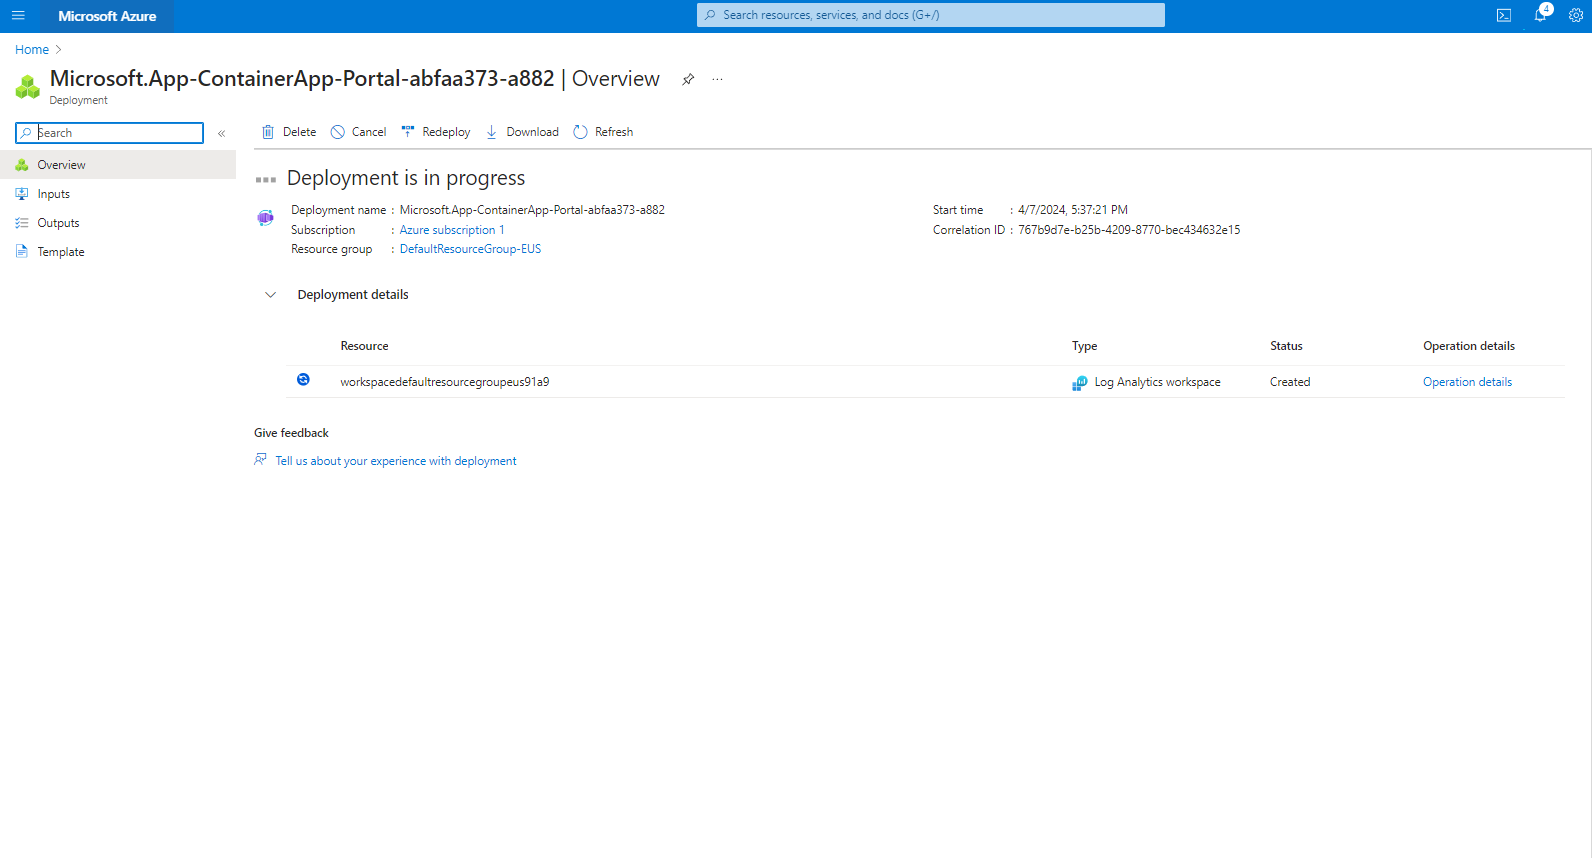 Microsoft Azure
Search resources, services, and docs (G+/)
4
Home
Microsoft.App-ContainerApp-Portal-abfaa373-a882 | Overview
Deployment
Search
Delete Cancel Redeploy Download Refresh
Overview
Inputs
Outputs
Template
Deployment is in progress
Deployment name : Microsoft.App-ContainerApp-Portal-abfaa373-a882
Subscription : Azure subscription 1
Resource group : DefaultResourceGroup-EUS
Start time : 4/7/2024, 5:37:21 PM
Correlation ID : 767b9d7e-b25b-4209-8770-bec434632e15
Deployment details
Resource Type Status Operation details
workspacedefaultresourcegroupeus91a9 Log Analytics workspace Created Operation details
Give feedback
Tell us about your experience with deployment